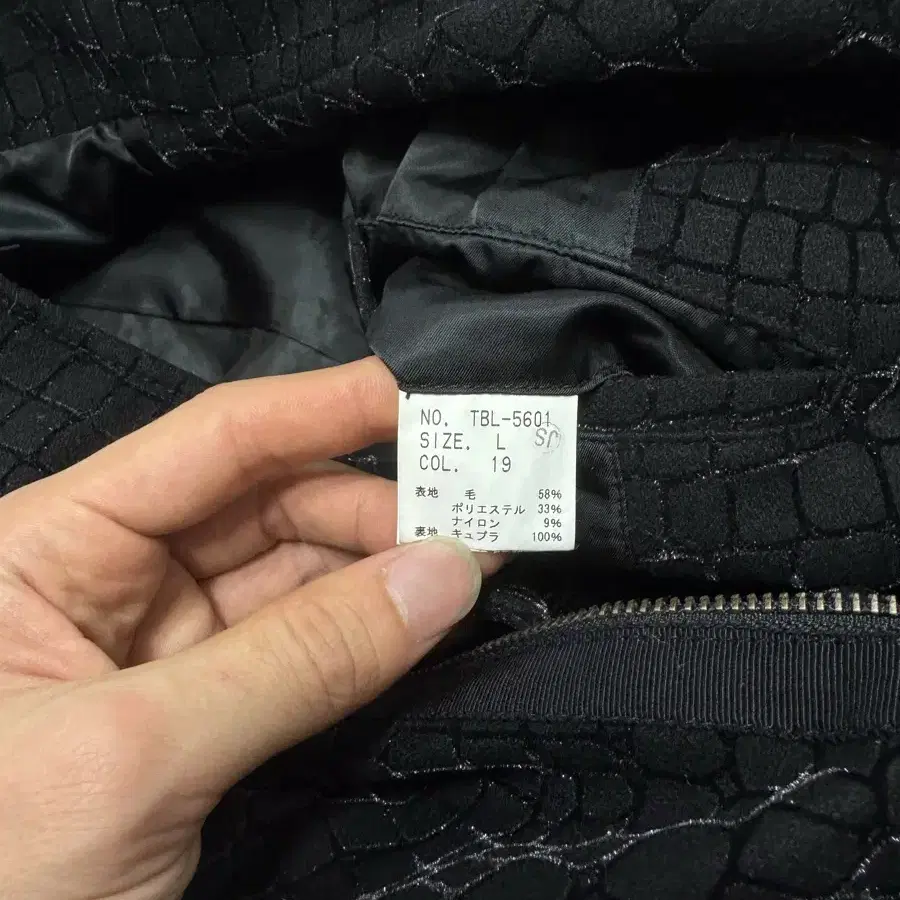 NO. TBL-5601
SIZE. L
COL. 19
表地 毛 58%
ポリエステル 33%
ナイロン 9%
裏地 キュプラ 100%